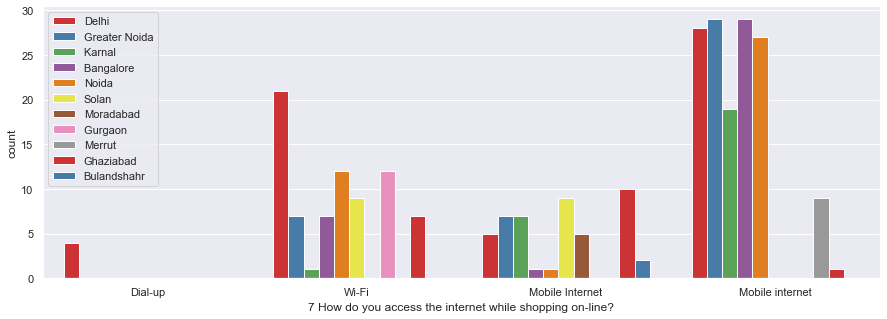 30
25
20
15
10
5
0
count
Delhi
Greater Noida
Karnal
Bangalore
Noida
Solan
Moradabad
Gurgaon
Merrut
Ghaziabad
Bulandshahr
Dial-up
Wi-Fi
Mobile Internet
Mobile internet
7 How do you access the internet while shopping on-line?